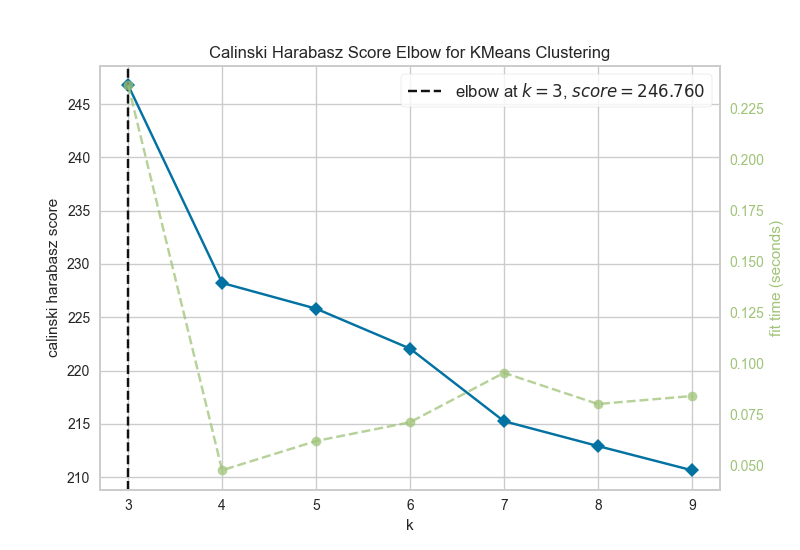 Calinski Harabasz Score Elbow for KMeans Clustering
elbow at k = 3, score = 246.760
calinski harabasz score
245
240
235
230
225
220
215
210
0.225
0.200
0.175
0.150
0.125
0.100
0.075
0.050
fit time (seconds)
3 4 5 6 7 8 9
k